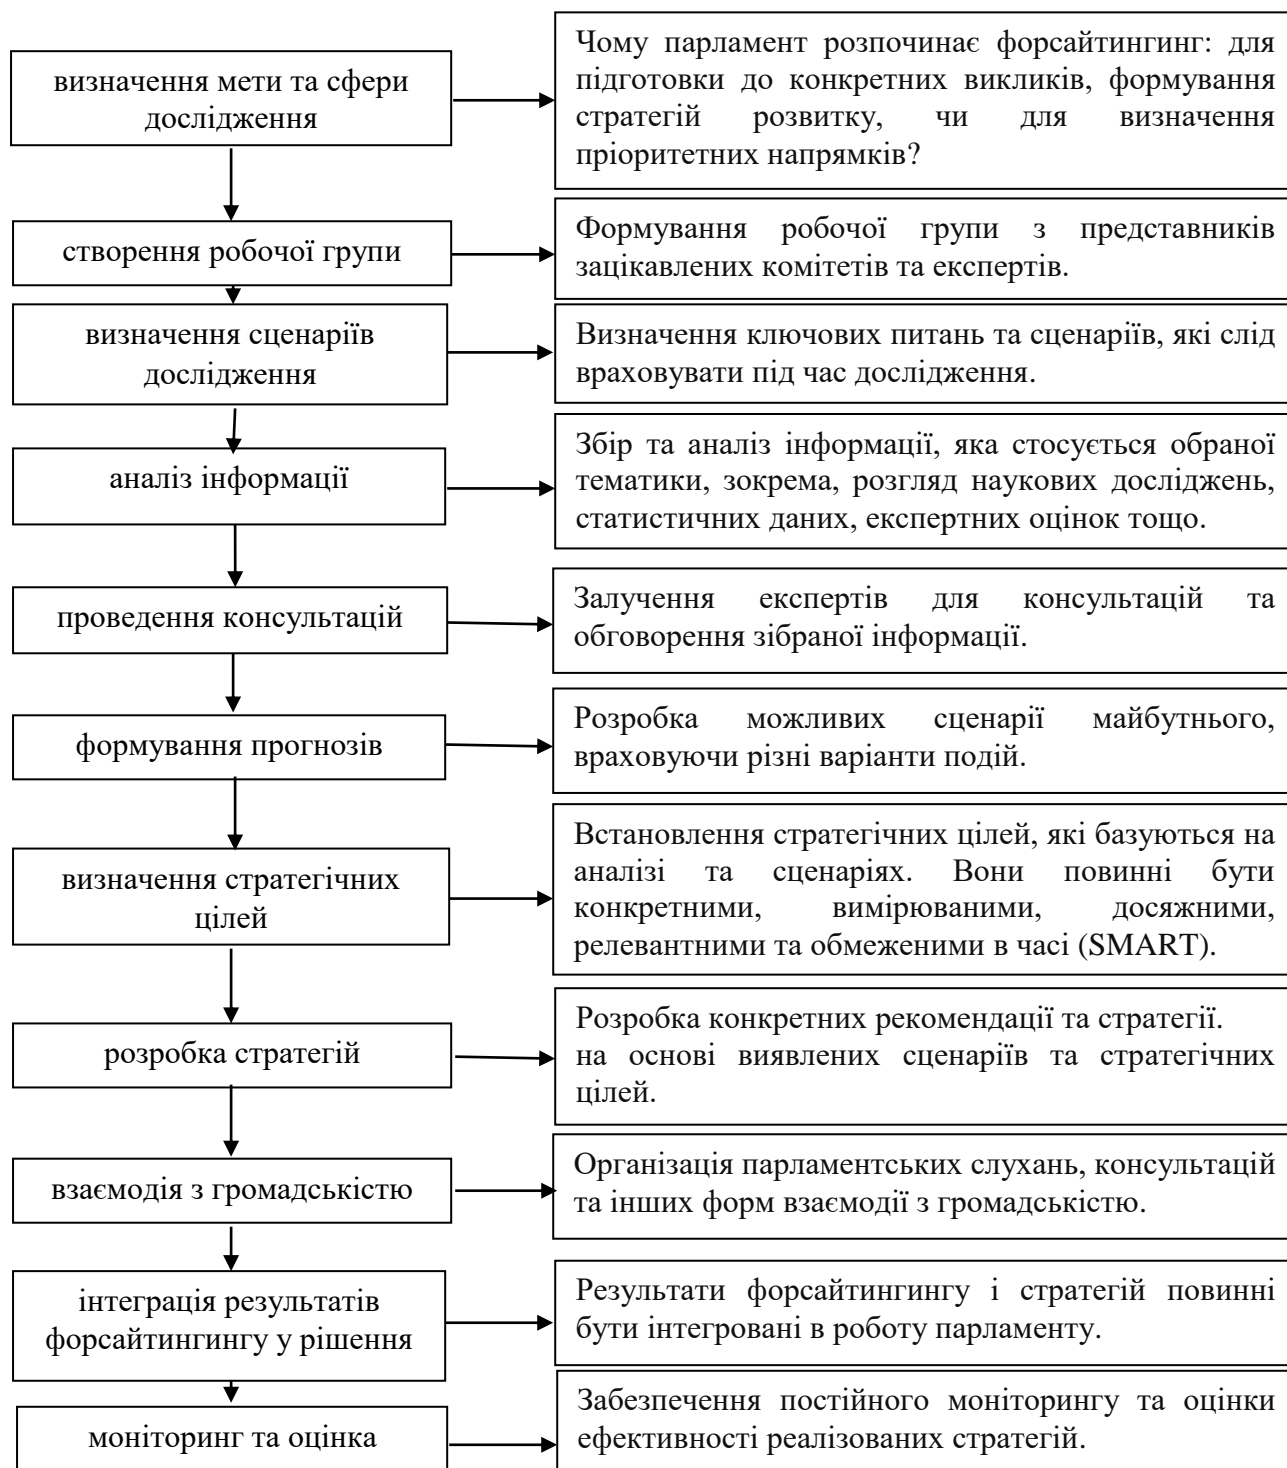 визначення мети та сфери
дослідження
Чому парламент розпочинає форсайтингинг: для
підготовки до конкретних викликів, формування
стратегій розвитку, чи для визначення
пріоритетних напрямків?
створення робочої групи
Формування робочої групи з представників
зацікавлених комітетів та експертів.
визначення сценаріїв
дослідження
Визначення ключових питань та сценаріїв, які слід
враховувати під час дослідження.
аналіз інформації
Збір та аналіз інформації, яка стосується обраної
тематики, зокрема, розгляд наукових досліджень,
статистичних даних, експертних оцінок тощо.
проведення консультацій
Залучення експертів для консультацій та
обговорення зібраної інформації.
формування прогнозів
Розробка можливих сценарії майбутнього,
враховуючи різні варіанти подій.
визначення стратегічних
цілей
Встановлення стратегічних цілей, які базуються на
аналізі та сценаріях. Вони повинні бути
конкретними, вимірюваними, досяжними,
релевантними та обмеженими в часі (SMART).
розробка стратегій
Розробка конкретних рекомендації та стратегії.
на основі виявлених сценаріїв та стратегічних
цілей.
взаємодія з громадськістю
Організація парламентських слухань, консультацій
та інших форм взаємодії з громадськістю.
інтеграція результатів
форсайтингингу у рішення
Результати форсайтингингу і стратегій повинні
бути інтегровані в роботу парламенту.
моніторинг та оцінка
Забезпечення постійного моніторингу та оцінки
ефективності реалізованих стратегій.